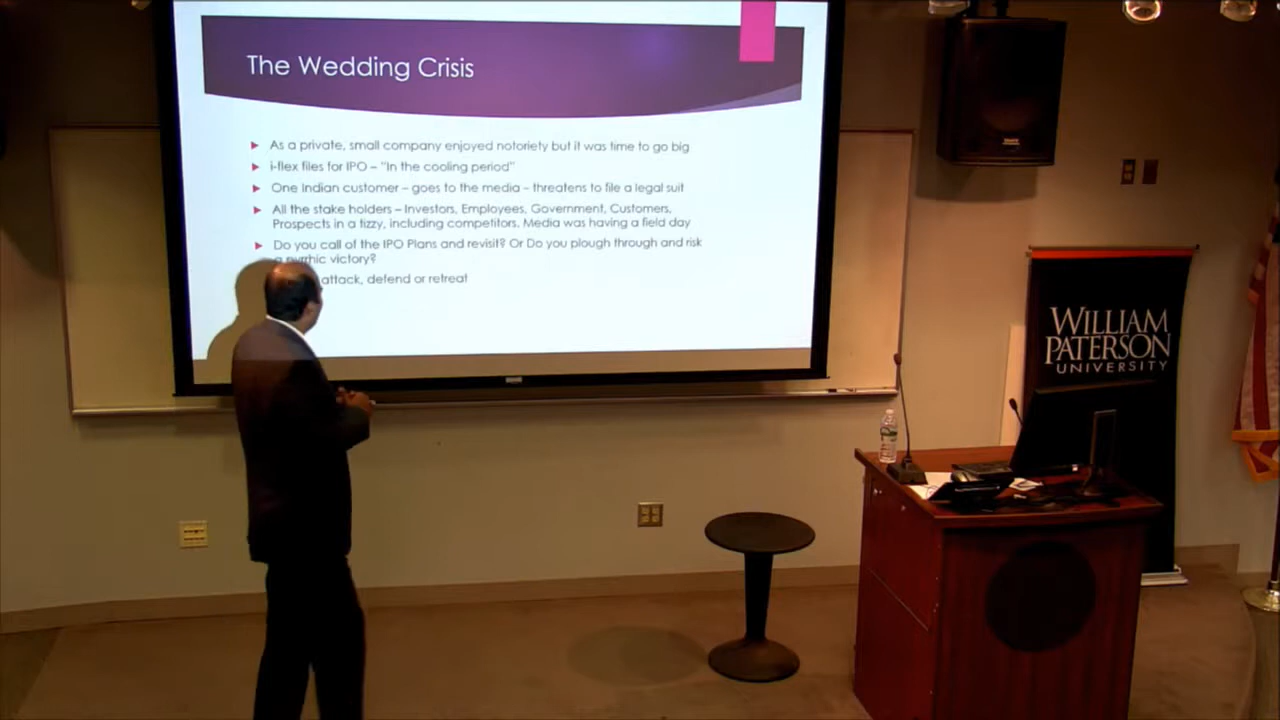 The Wedding Crisis
As a private, small company enjoyed notoriety but it was time to go big
i-flex files for IPO – "In the cooling period"
One Indian customer – goes to the media – threatens to file a legal suit
All the stake holders – Investors, Employees, Government, Customers,
Prospects in a tizzy, including competitors. Media was having a field day
Do you call of the IPO Plans and revisit? Or Do you plough through and risk
a pyrrhic victory?
attack, defend or retreat
WILLIAM
PATERSON
UNIVERSITY